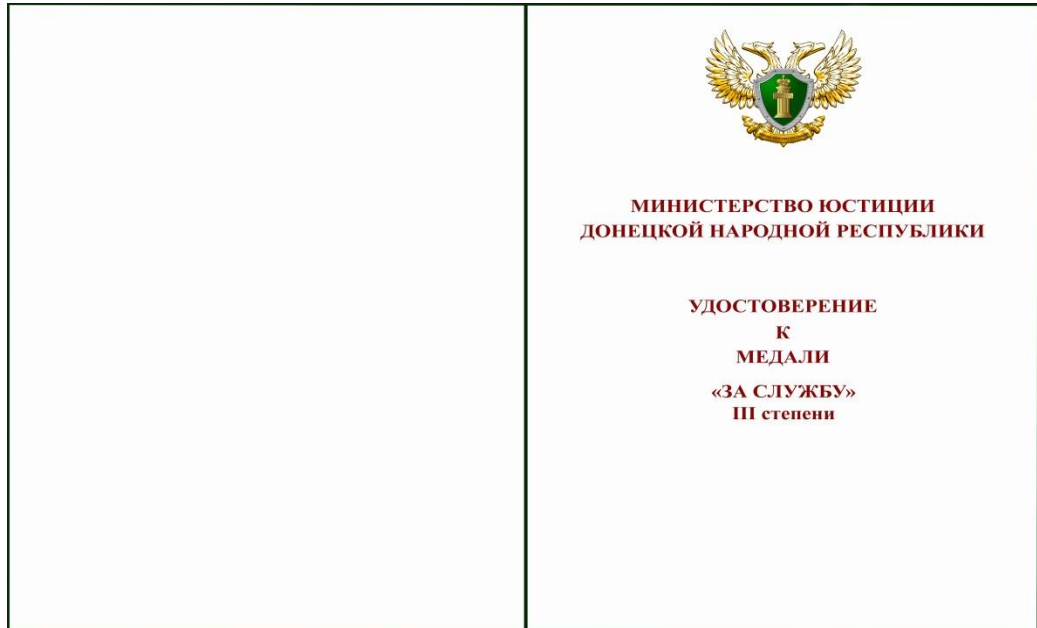 МИНИСТЕРСТВО ЮСТИЦИИ
ДОНЕЦКОЙ НАРОДНОЙ РЕСПУБЛИКИ
УДОСТОВЕРЕНИЕ
К
МЕДАЛИ
«ЗА СЛУЖБУ»
III степени